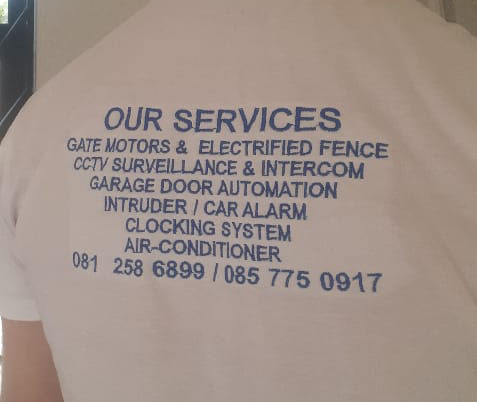 OUR SERVICES
GATE MOTORS & ELECTRIFIED FENCE
CCTV SURVEILLANCE & INTERCOM
GARAGE DOOR AUTOMATION
INTRUDER / CAR ALARM
CLOCKING SYSTEM
AIR-CONDITIONER
081 258 6899 / 085 775 0917